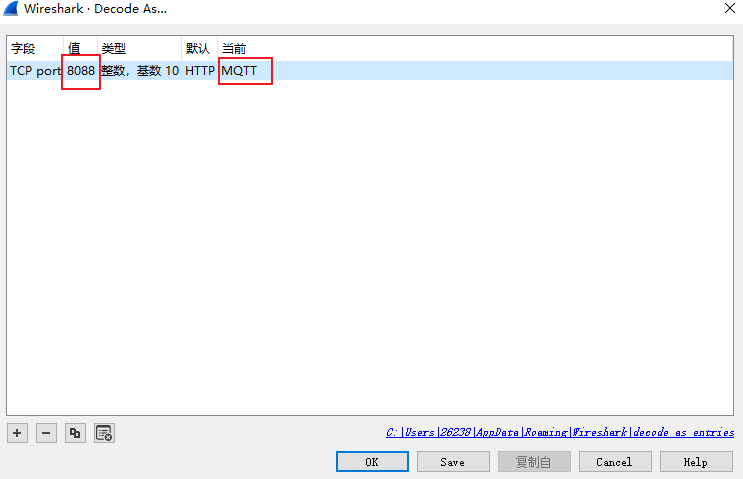 Wireshark · Decode As...
字段 值 类型 默认 当前
TCP port 8088 整数，基数 10 HTTP MQTT
C:|Users|26238|AppData|Roaming|Wireshark|decode_as_entries
OK Save 复制自 Cancel Help